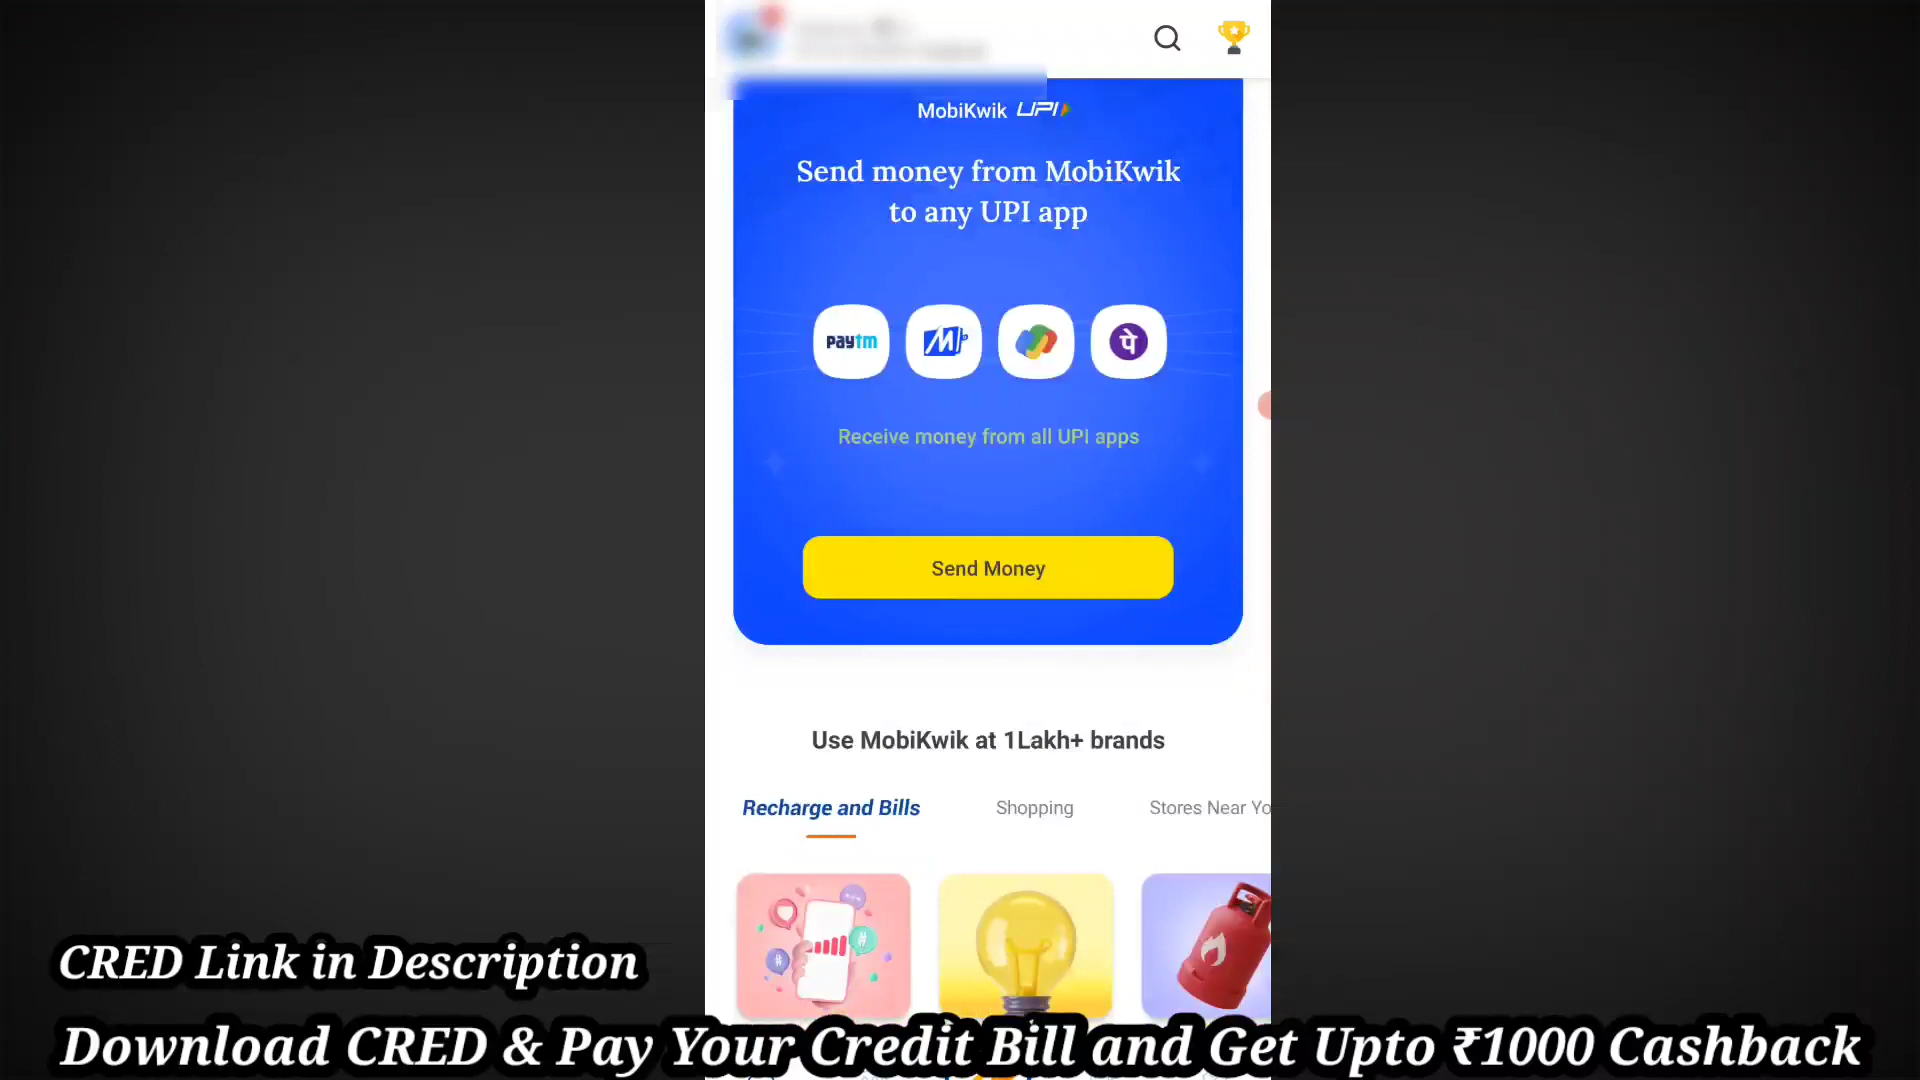 MobiKwik UPI
Send money from MobiKwik
to any UPI app
paytm
पे
Receive money from all UPI apps
Send Money
Use MobiKwik at 1Lakh+ brands
Recharge and Bills
Shopping
Stores Near Yo
#
#
CRED Link in Description
Download CRED & Pay Your Credit Bill and Get Upto ₹1000 Cashback